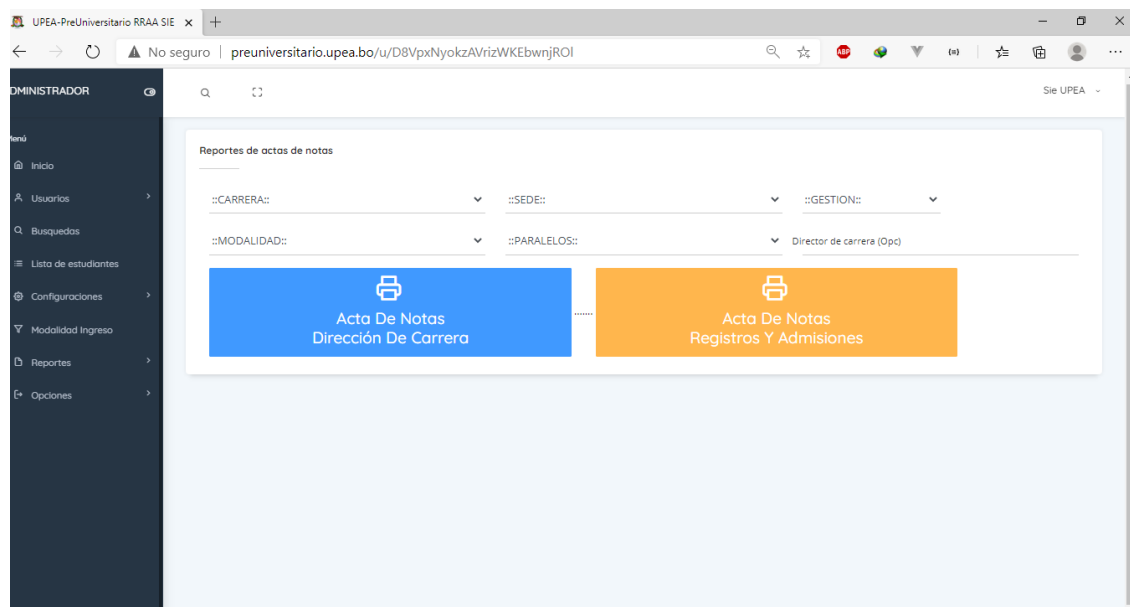 UPEA-PreUniversitario RRAA SIE
No seguro | preuniversitario.upea.bo/u/D8VpxNyokzAVrizWKEbwnjROl
ABP
DMINISTRADOR
Sie UPEA
Menú
Inicio
Usuarios
Busquedas
Lista de estudiantes
Configuraciones
Modalidad Ingreso
Reportes
Opciones
Reportes de actas de notas
::CARRERA:: ::SEDE:: ::GESTION::
::MODALIDAD:: ::PARALELOS:: Director de carrera (Opc)
Acta De Notas
Dirección De Carrera
.......
Acta De Notas
Registros Y Admisiones